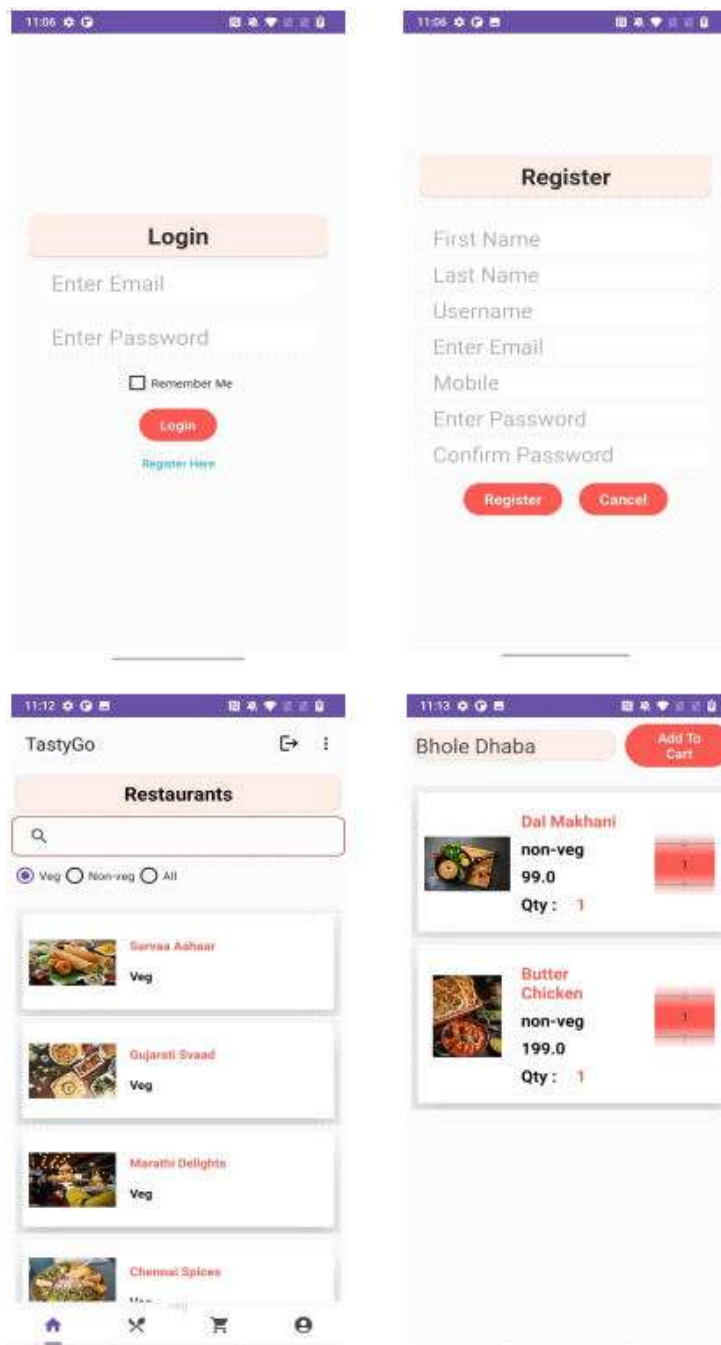 11:06
Login
Enter Email
Enter Password
Remember Me
Login
Register Here
11:06
Register
First Name
Last Name
Username
Enter Email
Mobile
Enter Password
Confirm Password
Register Cancel
11:12
TastyGo
Restaurants
Veg Non-veg All
Survaa Aahaar
Veg
Gujarati Svaad
Veg
Marathi Delights
Veg
Chennai Spices
11:13
Bhole Dhaba
Add To
Cart
Dal Makhani
non-veg
99.0
Qty : 1
1
Butter
Chicken
non-veg
199.0
Qty : 1
1